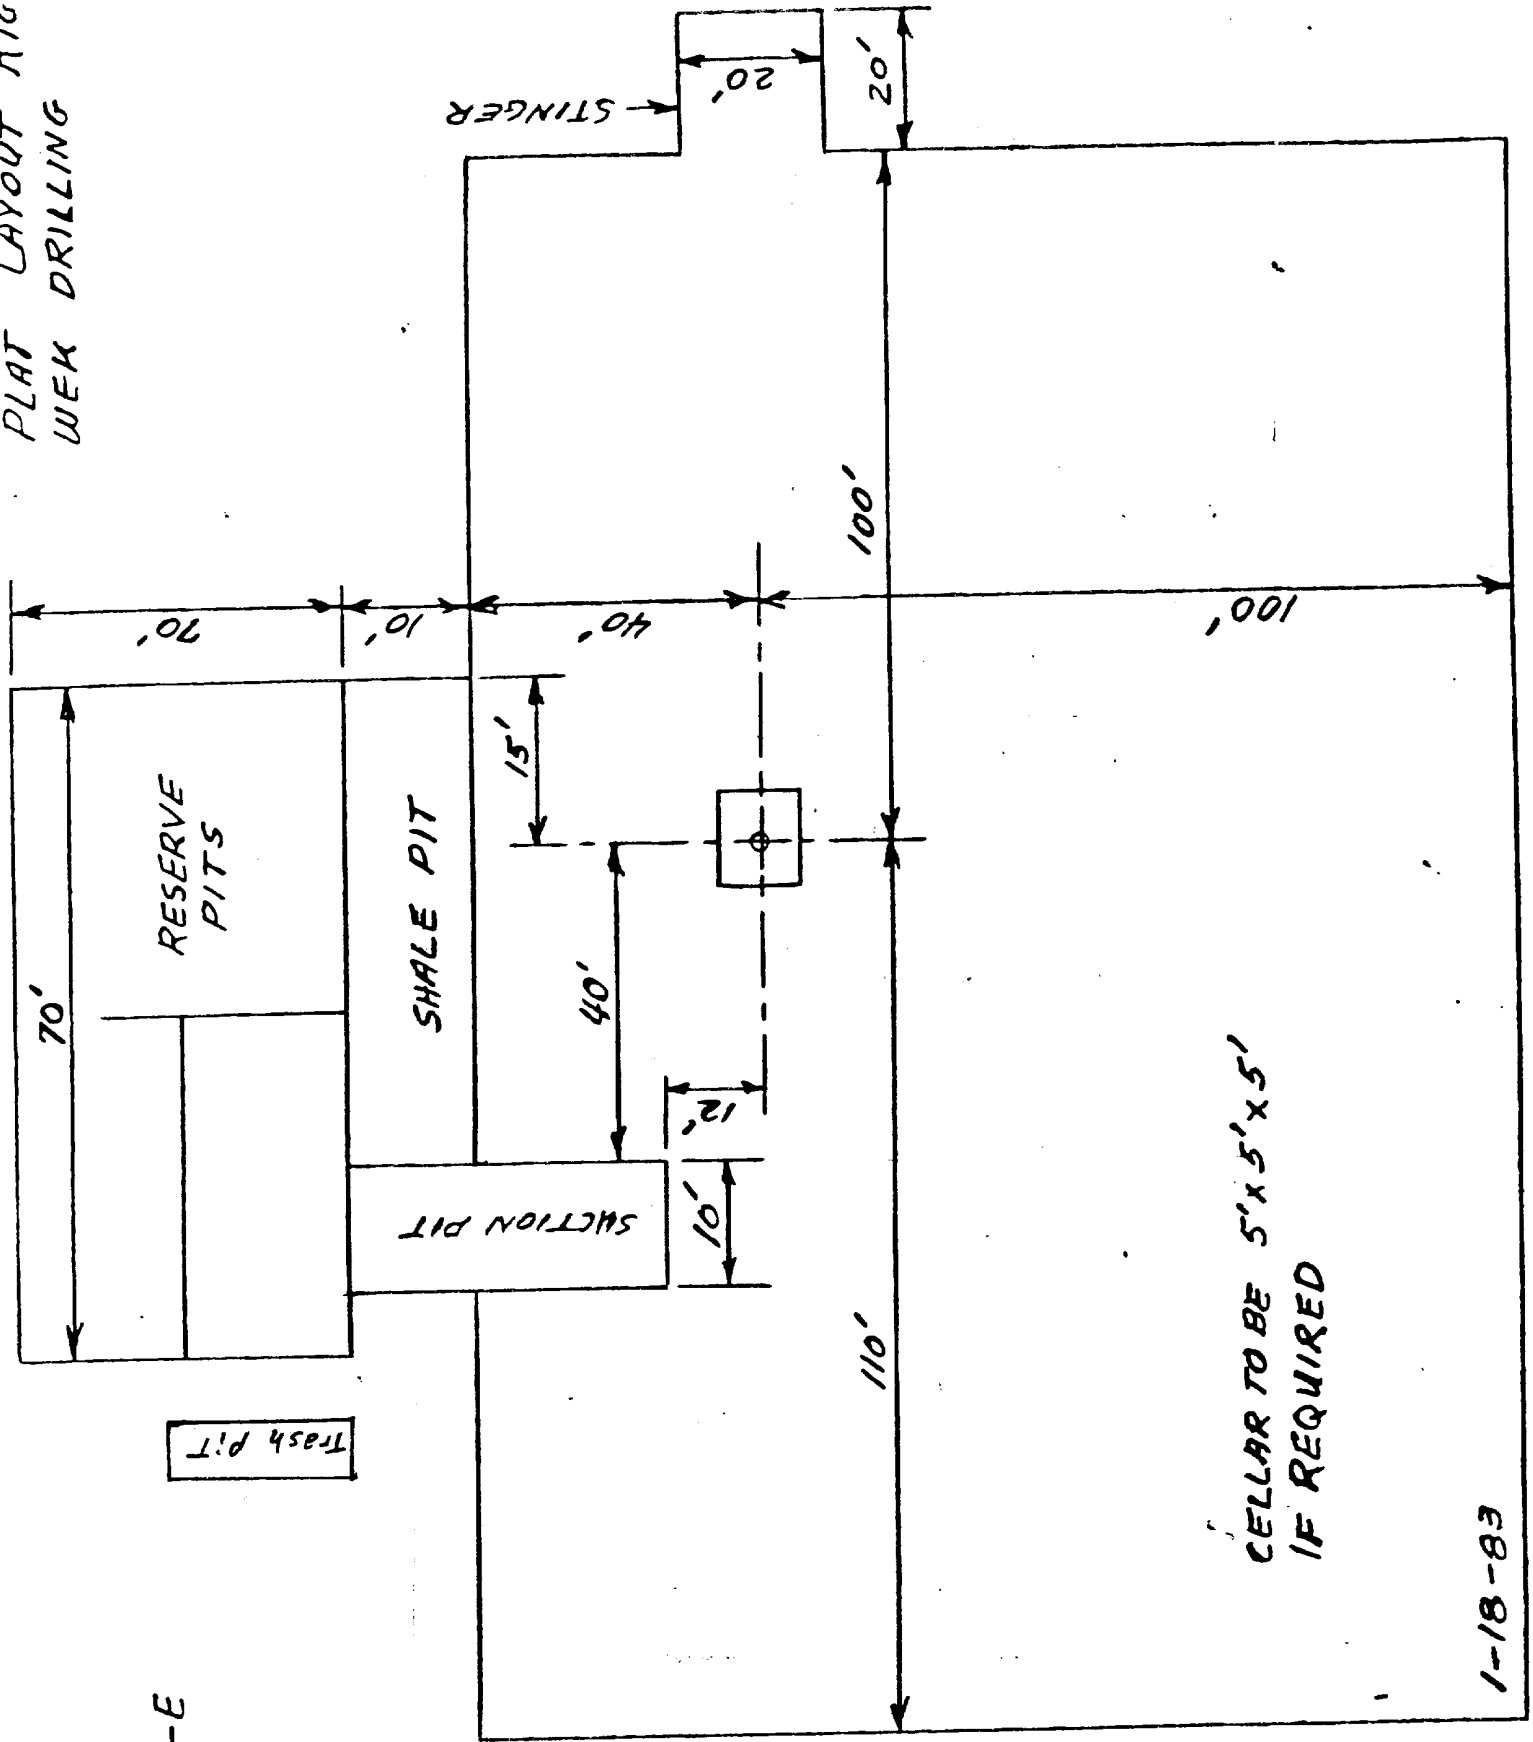 PLAT LAYOUT
WEK DRILLING
-E
70'
RESERVE
PITS
70'
10'
SHALE PIT
Trash PiT
SUCTION PIT
15'
40'
40'
12'
10'
STINGER
20'
20'
100'
110'
100'
CELLAR TO BE 5'x5'x5'
IF REQUIRED
1-18-83